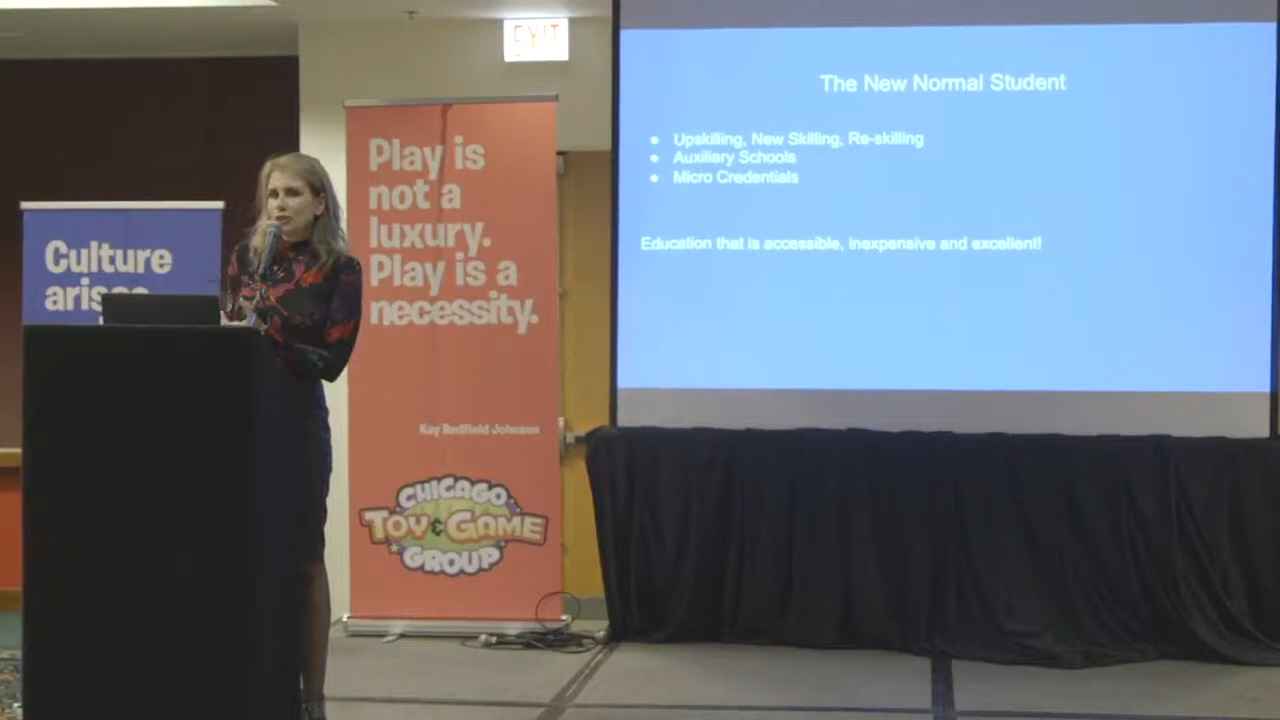 EXIT
Culture
arises
Play is
not a
luxury.
Play is a
necessity.
Kay Redfield Johnson
CHICAGO
TOY & GAME
GROUP
The New Normal Student
Upskilling, New Skilling, Re-skilling
Auxiliary Schools
Micro Credentials
Education that is accessible, inexpensive and excellent!